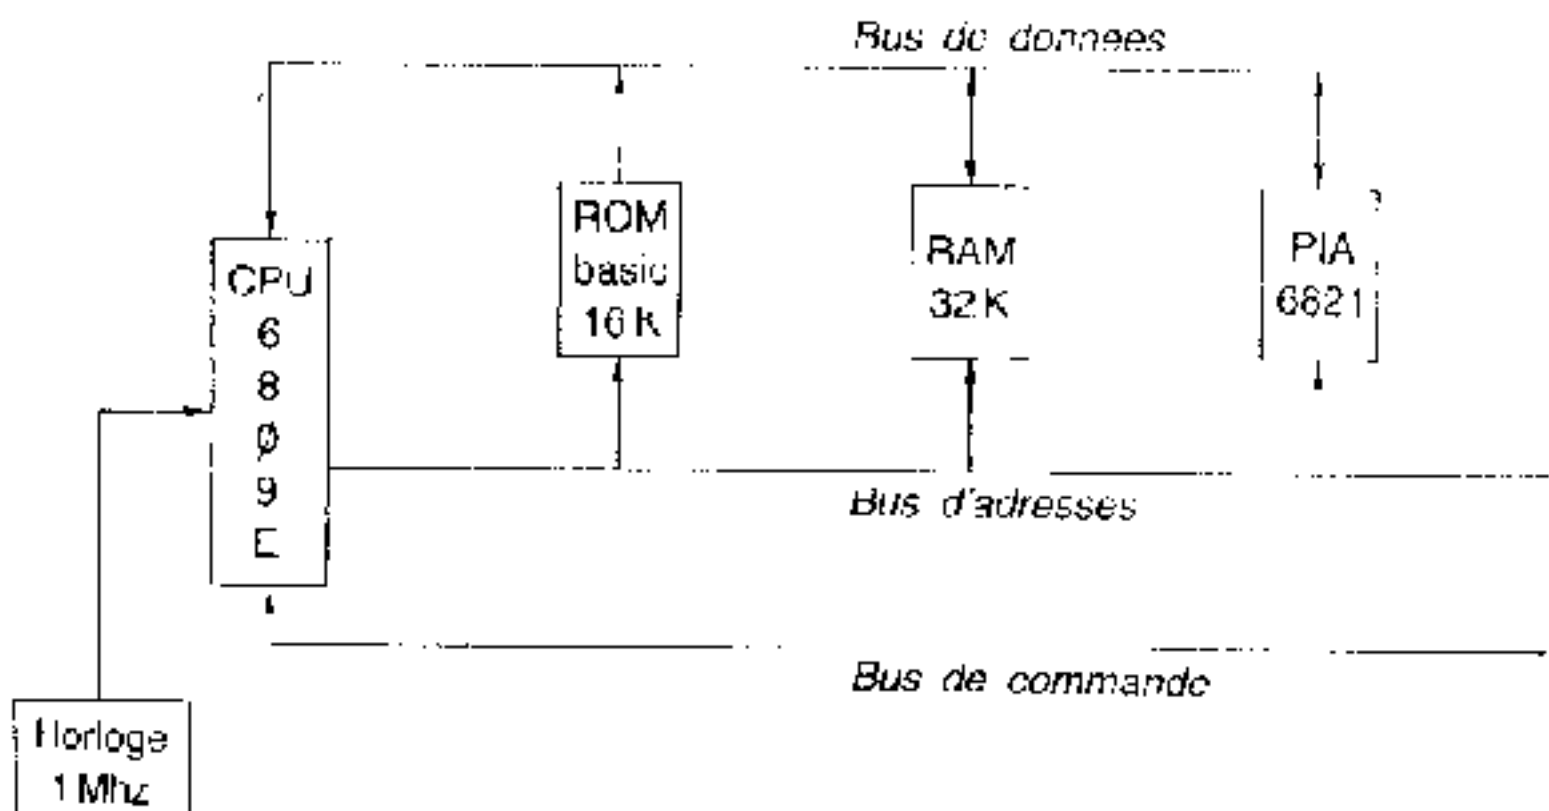 Bus de données
ROM
basic
16 K
RAM
32 K
PIA
6821
CPU
6
8
Ø
9
E
Bus d'adresses
Bus de commande
Horloge
1 Mhz